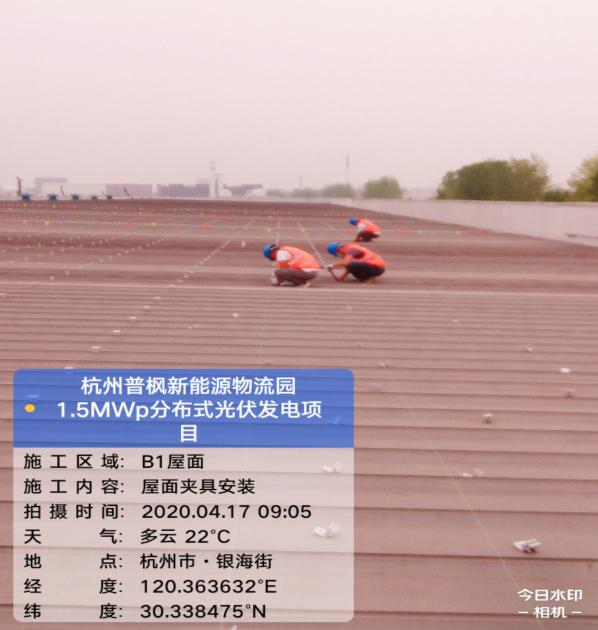 杭州普枫新能源物流园
1.5MWp分布式光伏发电项
目
施工区域：B1屋面
施工内容：屋面夹具安装
拍摄时间：2020.04.17 09:05
天气：多云 22°C
地点：杭州市·银海街
经度：120.363632°E
纬度：30.338475°N
今日水印
－相机－